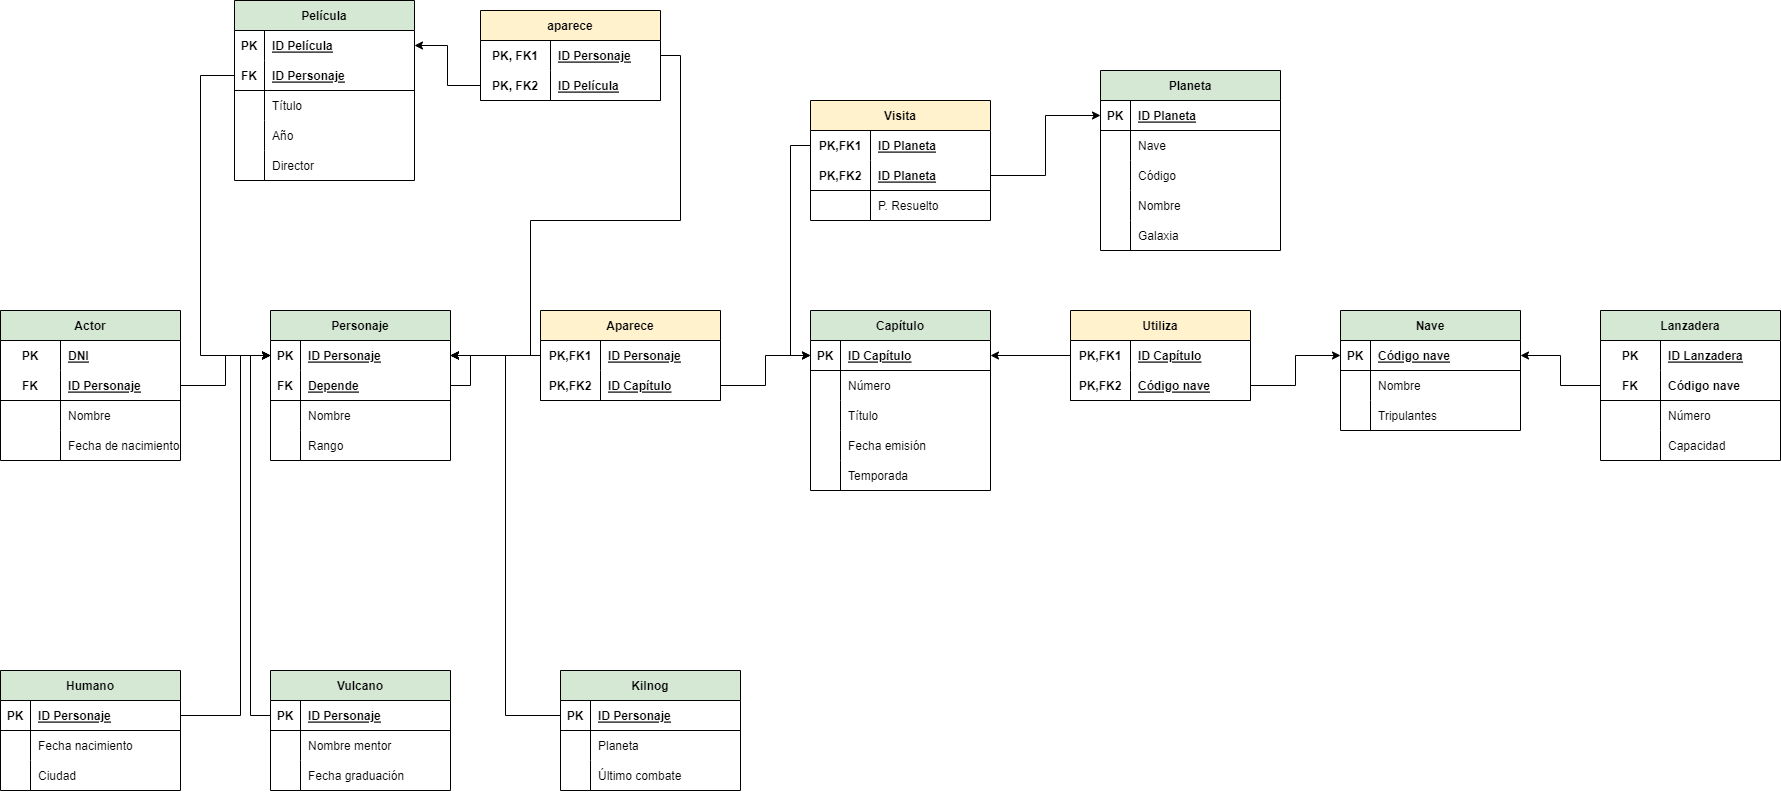 Película
PK ID Película
FK ID Personaje
Título
Año
Director
aparece
PK, FK1 ID Personaje
PK, FK2 ID Película
Visita
PK,FK1 ID Planeta
PK,FK2 ID Planeta
P. Resuelto
Planeta
PK ID Planeta
Nave
Código
Nombre
Galaxia
Actor
PK DNI
FK ID Personaje
Nombre
Fecha de nacimiento
Personaje
PK ID Personaje
FK Depende
Nombre
Rango
Aparece
PK,FK1 ID Personaje
PK,FK2 ID Capítulo
Capítulo
PK ID Capítulo
Número
Título
Fecha emisión
Temporada
Utiliza
PK,FK1 ID Capítulo
PK,FK2 Código nave
Nave
PK Código nave
Nombre
Tripulantes
Lanzadera
PK ID Lanzadera
FK Código nave
Número
Capacidad
Humano
PK ID Personaje
Fecha nacimiento
Ciudad
Vulcano
PK ID Personaje
Nombre mentor
Fecha graduación
Kilnog
PK ID Personaje
Planeta
Último combate